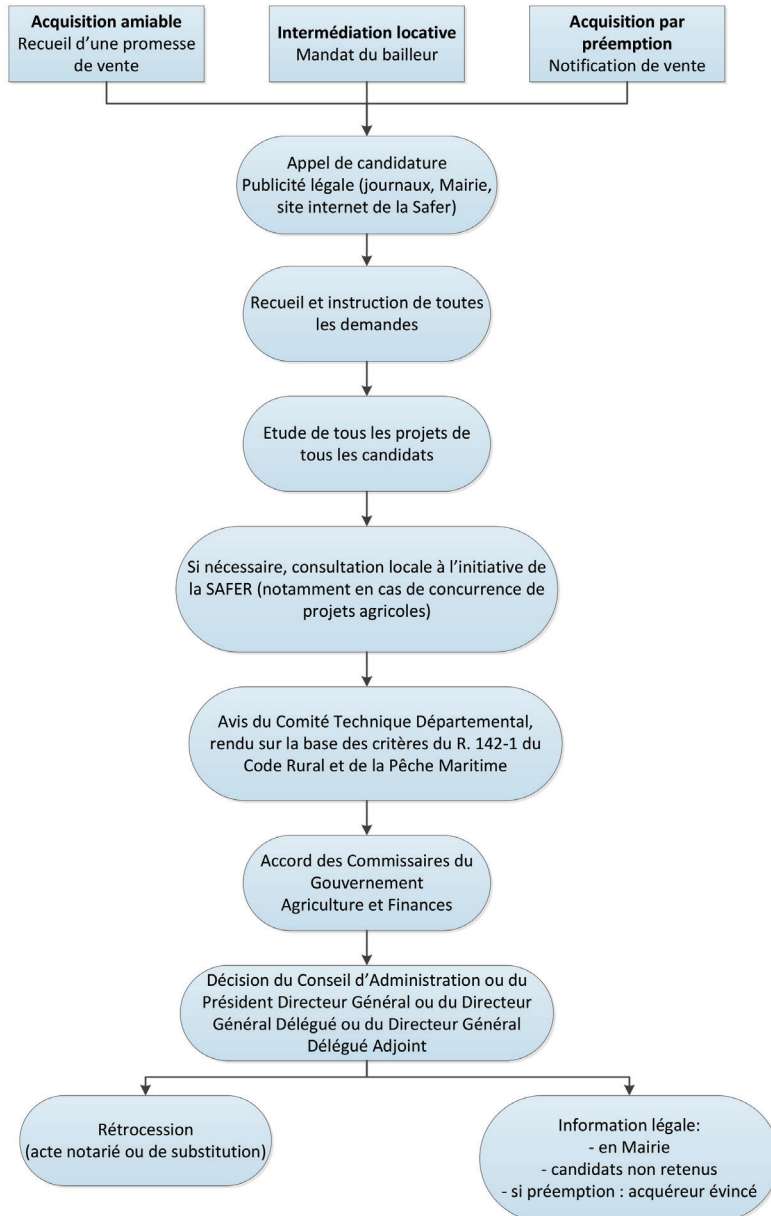 Acquisition amiable
Recueil d’une promesse
de vente
Intermédiation locative
Mandat du bailleur
Acquisition par
préemption
Notification de vente
Appel de candidature
Publicité légale (journaux, Mairie,
site internet de la Safer)
Recueil et instruction de toutes
les demandes
Etude de tous les projets de
tous les candidats
Si nécessaire, consultation locale à l’initiative de
la SAFER (notamment en cas de concurrence de
projets agricoles)
Avis du Comité Technique Départemental,
rendu sur la base des critères du R. 142-1 du
Code Rural et de la Pêche Maritime
Accord des Commissaires du
Gouvernement
Agriculture et Finances
Décision du Conseil d’Administration ou du
Président Directeur Général ou du Directeur
Général Délégué ou du Directeur Général
Délégué Adjoint
Rétrocession
(acte notarié ou de substitution)
Information légale:
- en Mairie
- candidats non retenus
- si préemption : acquéreur évincé